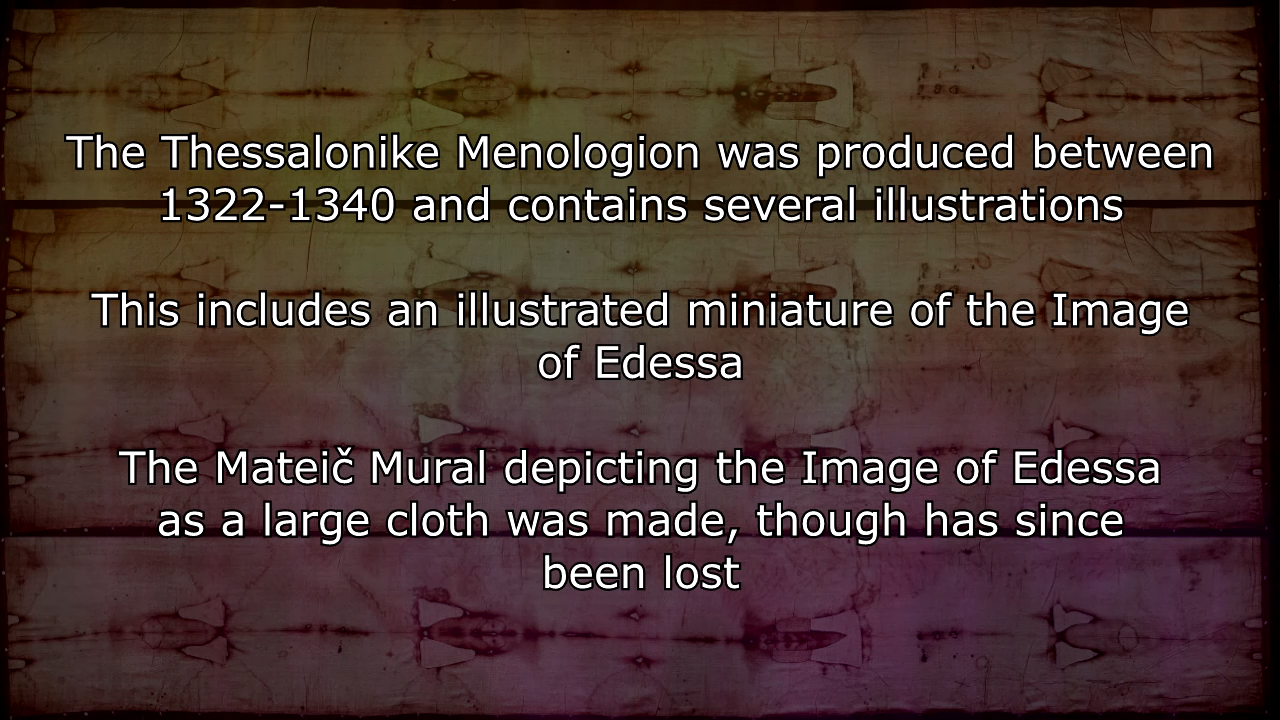 The Thessalonike Menologion was produced between
1322-1340 and contains several illustrations
This includes an illustrated miniature of the Image
of Edessa
The Mateič Mural depicting the Image of Edessa
as a large cloth was made, though has since
been lost